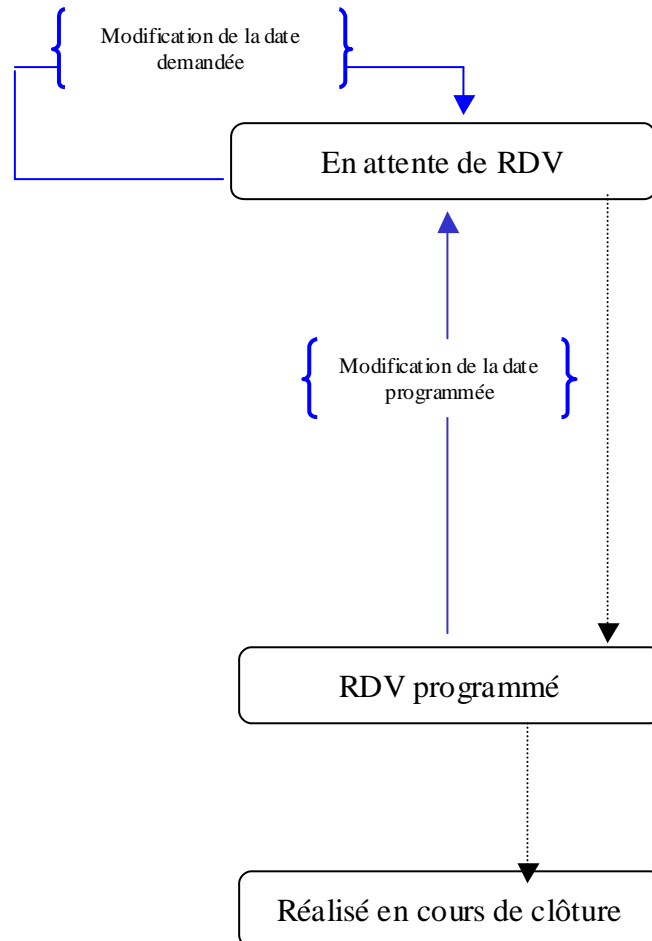 Modification de la date
demandée
En attente de RDV
Modification de la date
programmée
RDV programmé
Réalisé en cours de clôture